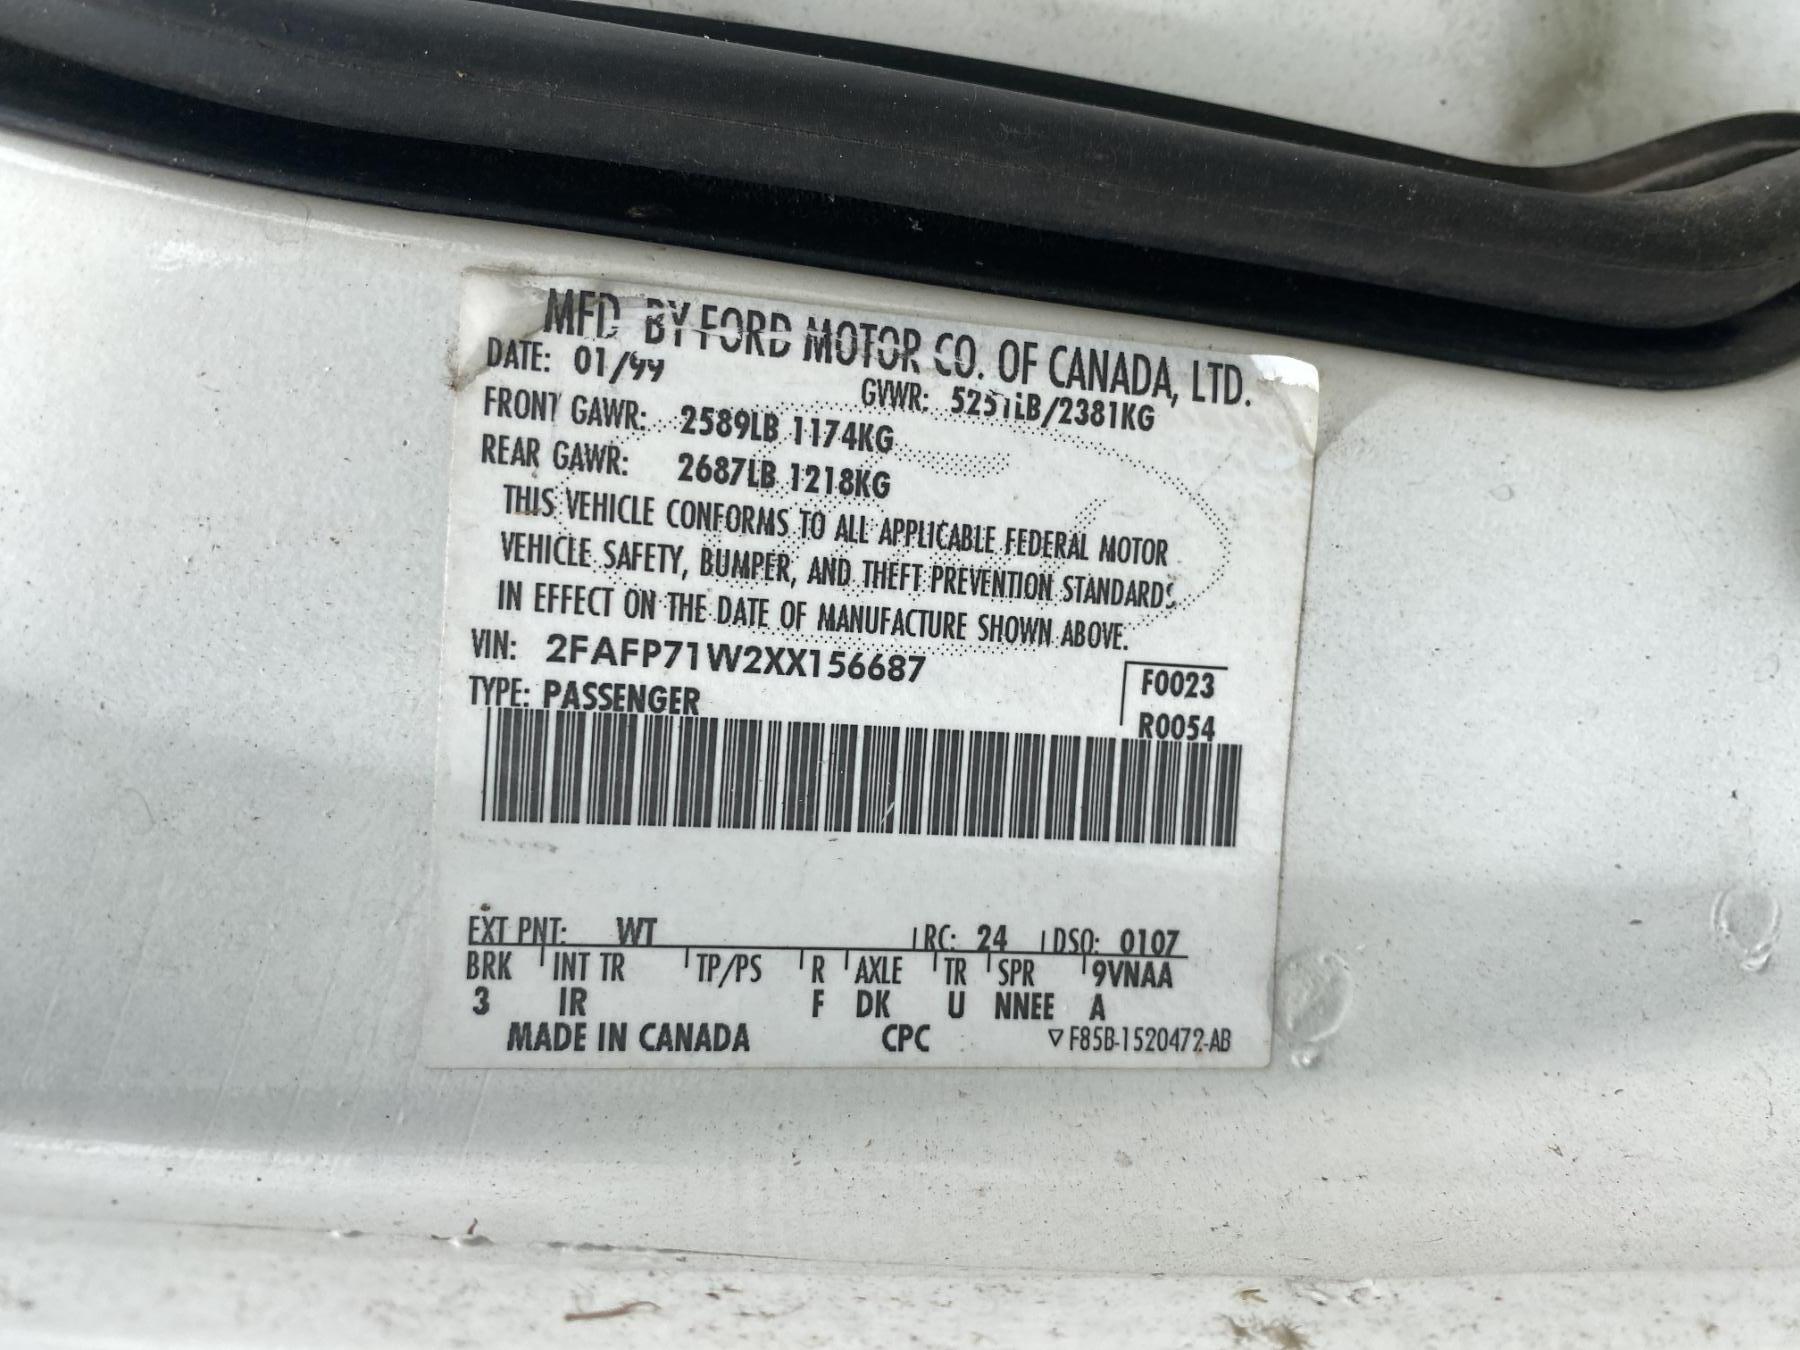 MFD BY FORD MOTOR CO. OF CANADA, LTD.
DATE: 01/99 GVWR: 5251LB/2381KG
FRONT GAWR: 2589LB 1174KG
REAR GAWR: 2687LB 1218KG
THIS VEHICLE CONFORMS TO ALL APPLICABLE FEDERAL MOTOR
VEHICLE SAFETY, BUMPER, AND THEFT PREVENTION STANDARDS
IN EFFECT ON THE DATE OF MANUFACTURE SHOWN ABOVE.
VIN: 2FAFP71W2XX156687
F0023
TYPE: PASSENGER
R0054
EXT PNT: WT RC: 24 DSO: 0107
BRK INT TR TP/PS R AXLE TR SPR 9VNAA
3 IR F DK U NNEE A
MADE IN CANADA CPC ▽F85B-1520472-AB